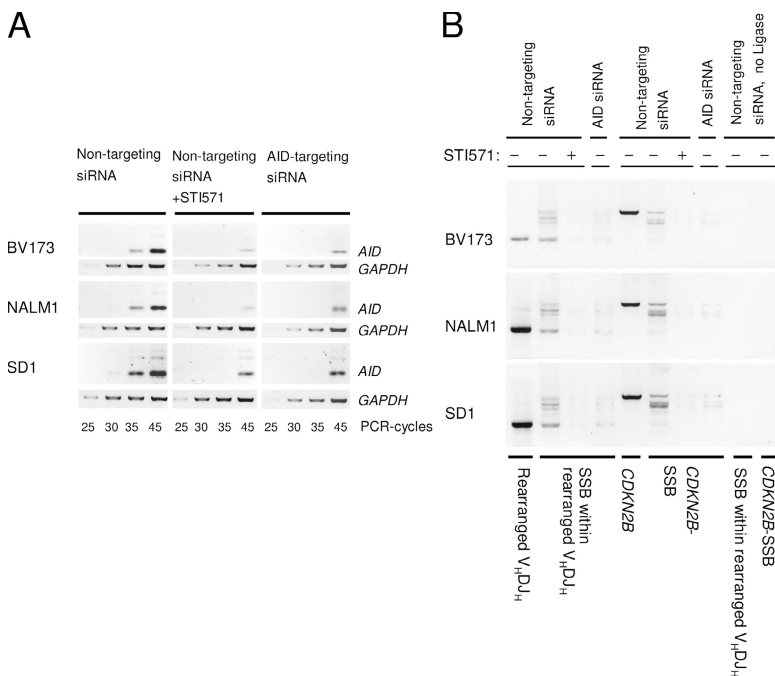 A
Non-targeting
siRNA
Non-targeting
siRNA
+STI571
AID-targeting
siRNA
BV173
AID
GAPDH
NALM1
AID
GAPDH
SD1
AID
GAPDH
25 30 35 45 25 30 35 45 25 30 35 45 PCR-cycles
B
Non-targeting
siRNA
AID siRNA
Non-targeting
siRNA
AID siRNA
Non-targeting
siRNA, no Ligase
STI571: – – + – – – + – – –
BV173
NALM1
SD1
Rearranged VHDJH
SSB within
rearranged VHDJH
CDKN2B
CDKN2B-
SSB
SSB within rearranged VHDJH
CDKN2B-SSB